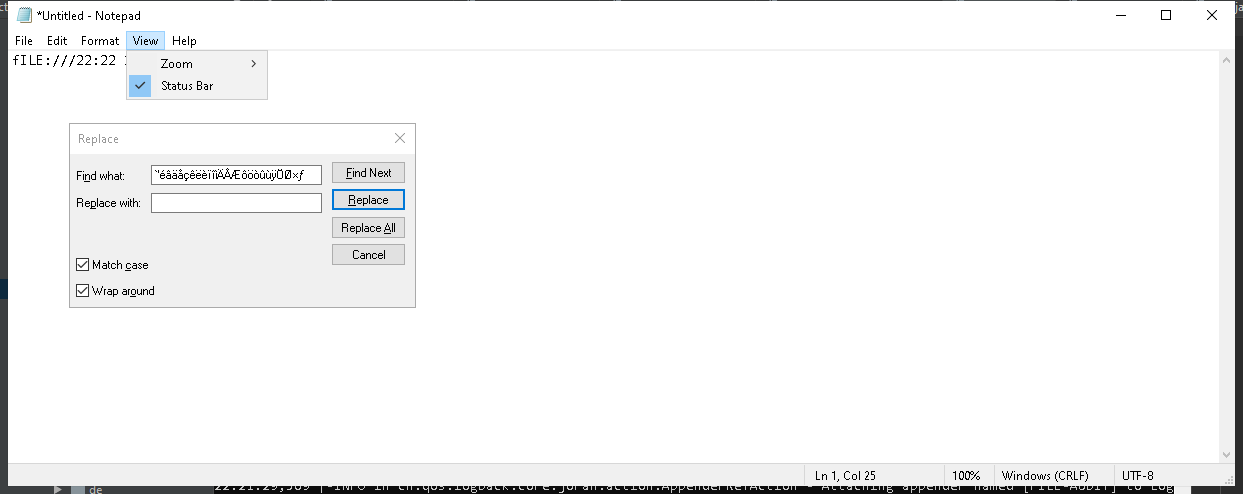 *Untitled - Notepad
File Edit Format View Help
fILE:///22:22
Zoom
Status Bar
Replace
Find what:
Find Next
Replace with:
Replace
Replace All
Cancel
Match case
Wrap around
Ln 1, Col 25 100% Windows (CRLF) UTF-8
de
22:21:29,509 |-INFO in ch.qos.logback.core.joran.action.AppenderRefAction - Attaching appender named [FILE-AUDIT] to Log